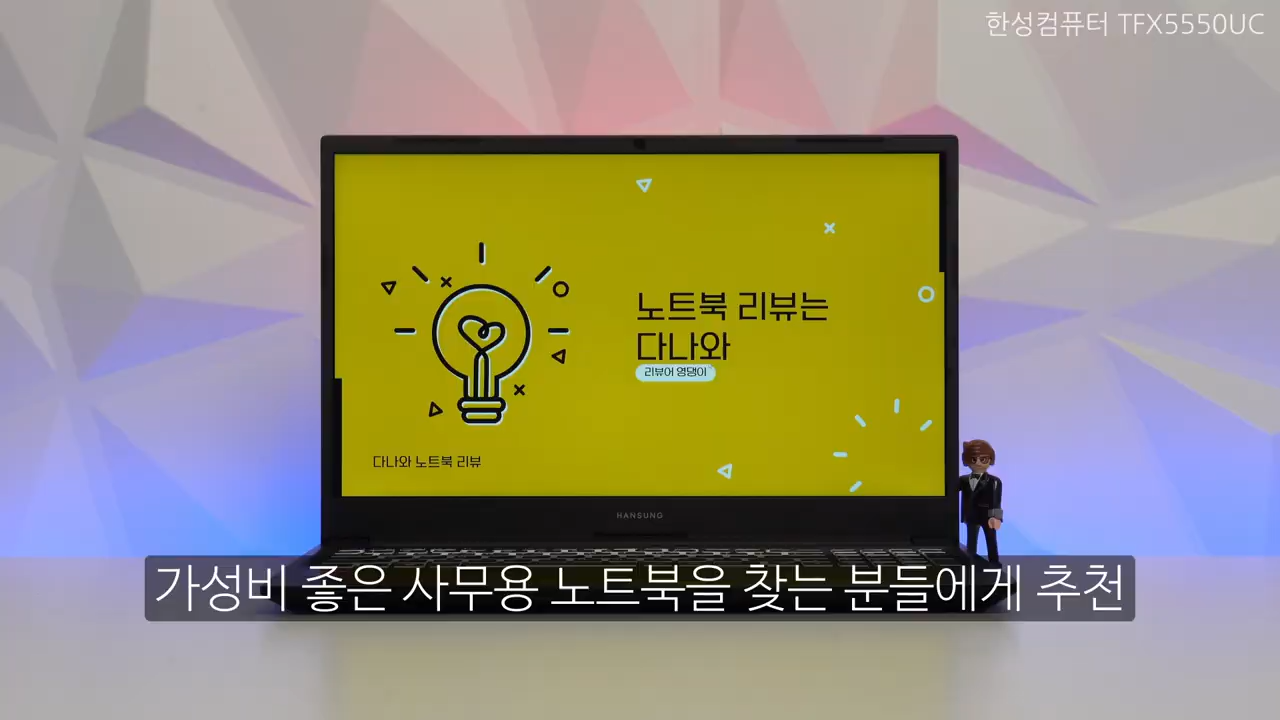 한성컴퓨터 TFX5550UC
노트북 리뷰는
다나와
리뷰어 영댕이
다나와 노트북 리뷰
HANSUNG
가성비 좋은 사무용 노트북을 찾는 분들에게 추천